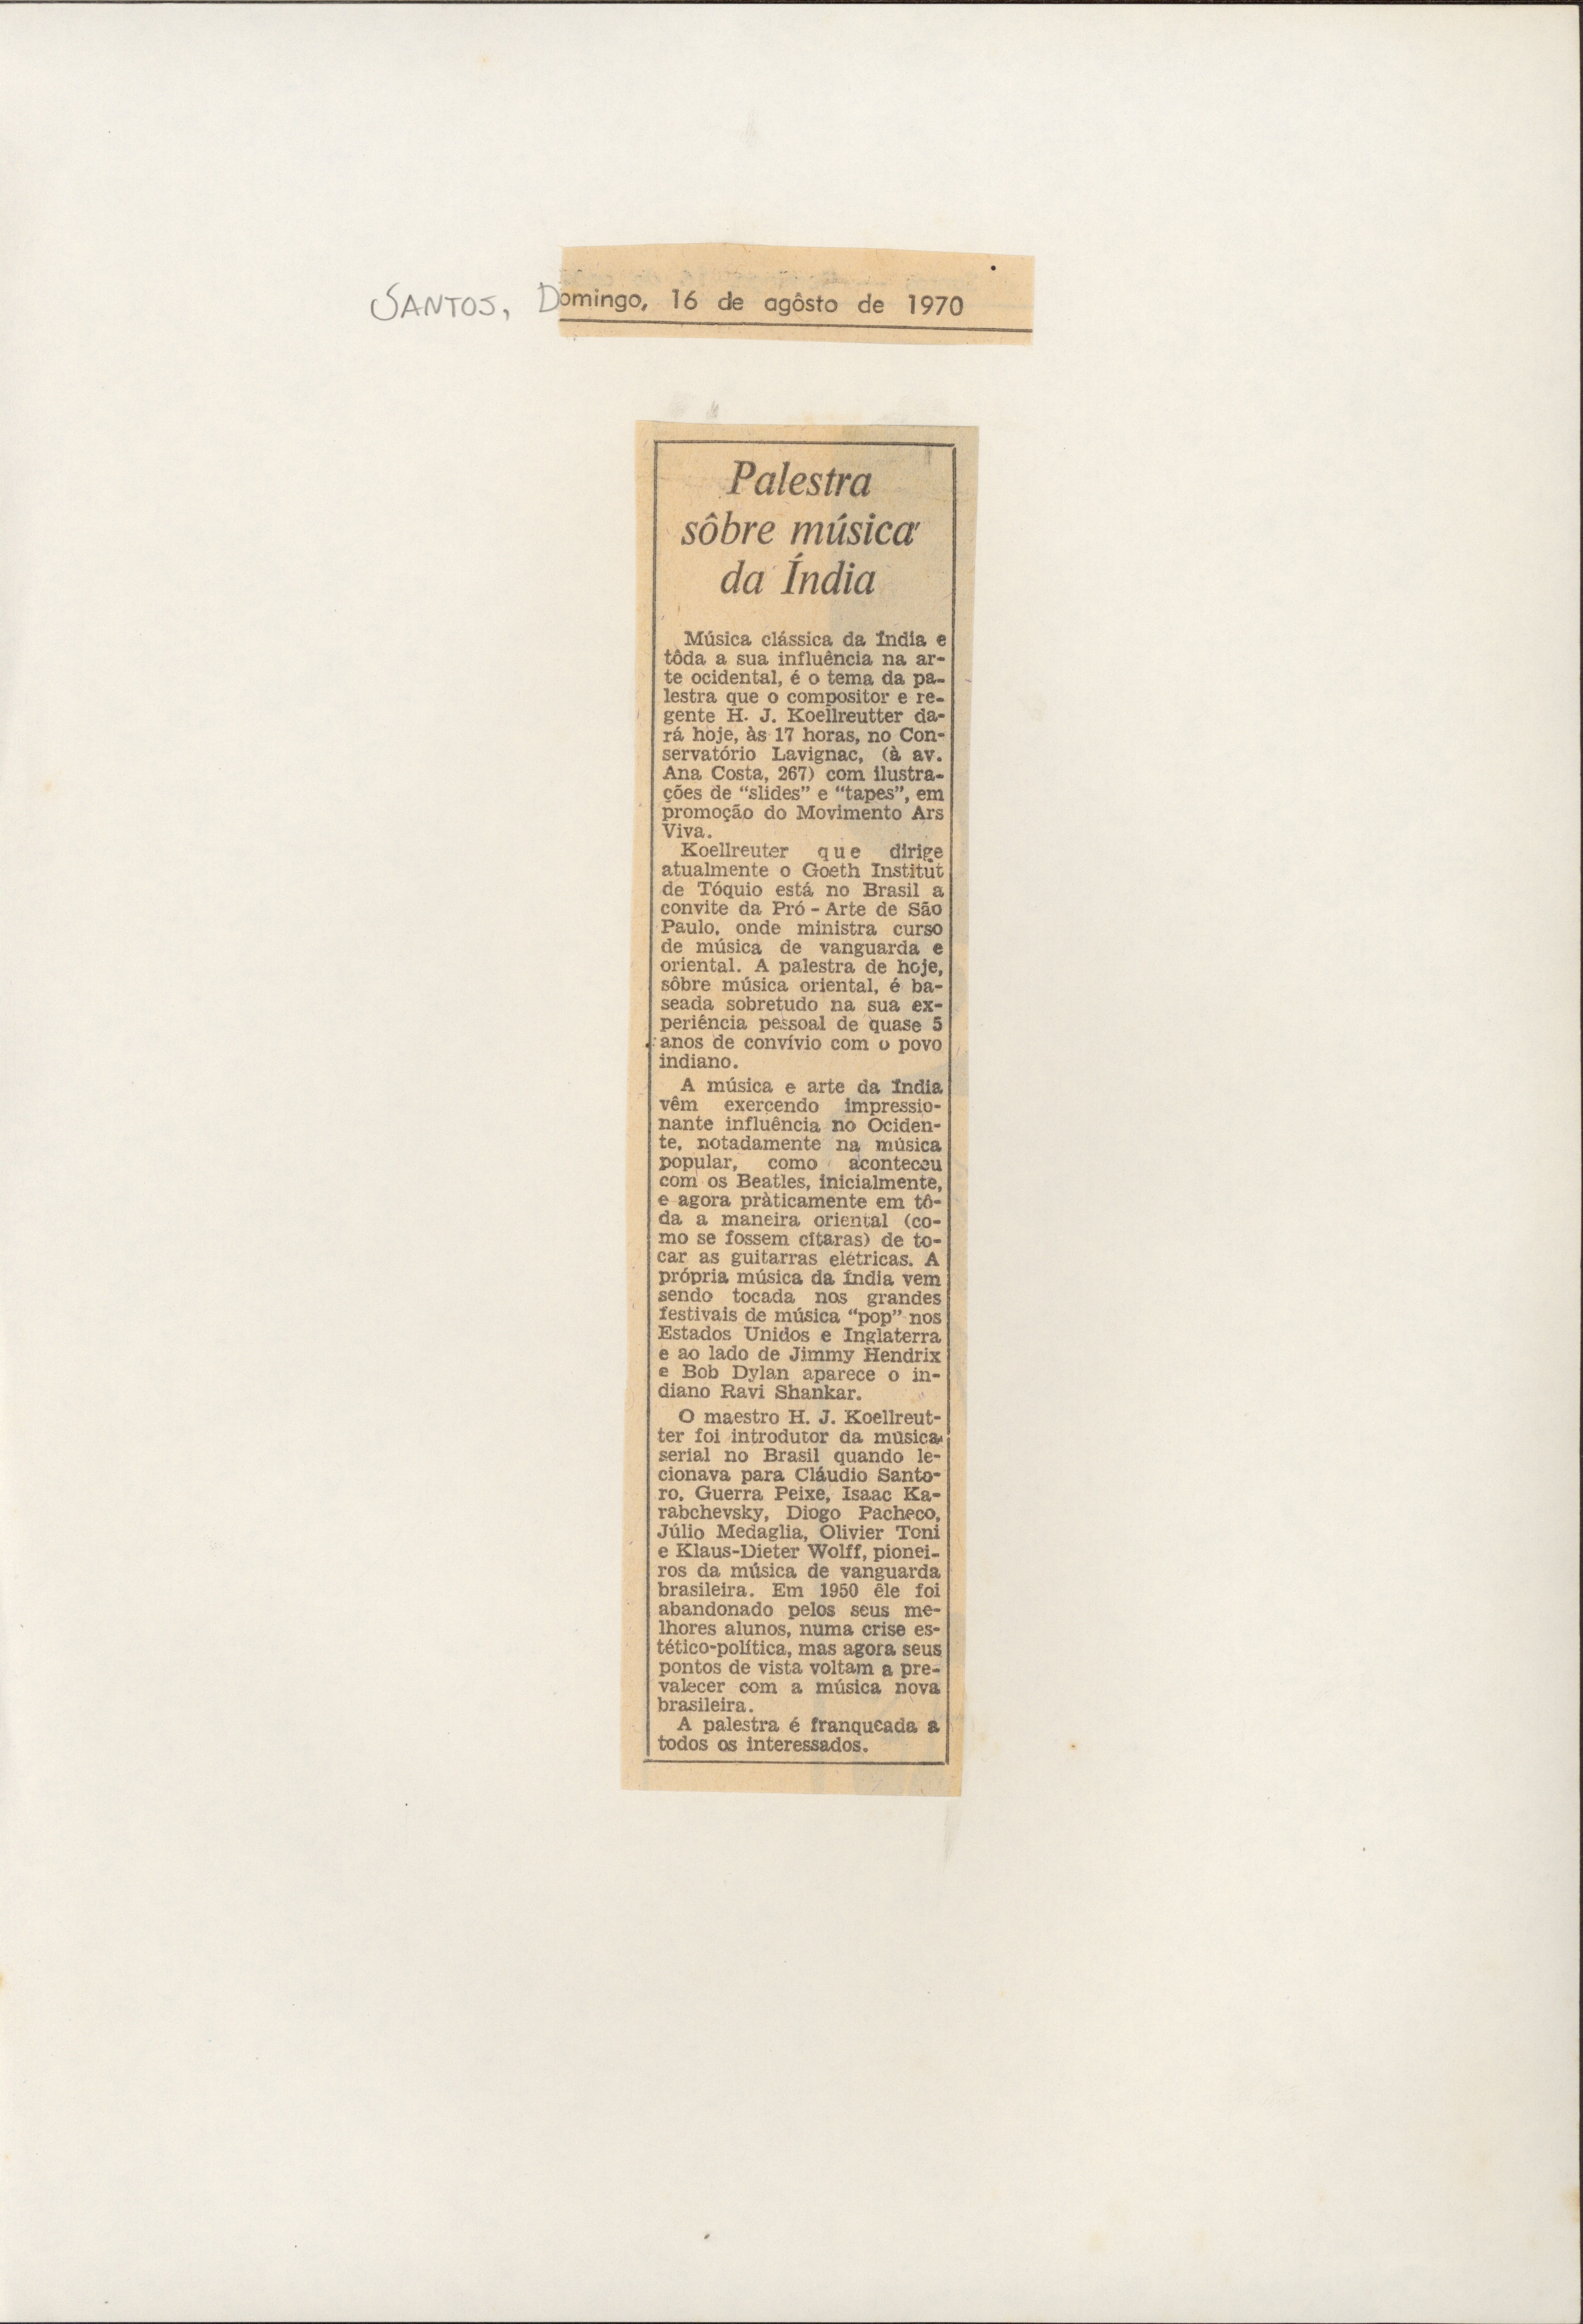 SANTOS, Domingo, 16 de agôsto de 1970
Palestra
sôbre música
da Índia
Música clássica da Índia e
tôda a sua influência na ar-
te ocidental, é o tema da pa-
lestra que o compositor e re-
gente H. J. Koellreutter da-
rá hoje, às 17 horas, no Con-
servatório Lavignac, (à av.
Ana Costa, 267) com ilustra-
ções de “slides” e “tapes”, em
promoção do Movimento Ars
Viva.
Koellreuter que dirige
atualmente o Goeth Institut
de Tóquio está no Brasil a
convite da Pró - Arte de São
Paulo, onde ministra curso
de música de vanguarda e
oriental. A palestra de hoje,
sôbre música oriental, é ba-
seada sobretudo na sua ex-
periência pessoal de quase 5
anos de convívio com o povo
indiano.
A música e arte da Índia
vêm exercendo impressio-
nante influência no Ociden-
te, notadamente na música
popular, como aconteceu
com os Beatles, inicialmente,
e agora pràticamente em tô-
da a maneira oriental (co-
mo se fossem cítaras) de to-
car as guitarras elétricas. A
própria música da Índia vem
sendo tocada nos grandes
festivais de música “pop” nos
Estados Unidos e Inglaterra
e ao lado de Jimmy Hendrix
e Bob Dylan aparece o in-
diano Ravi Shankar.
O maestro H. J. Koellreut-
ter foi introdutor da música
serial no Brasil quando le-
cionava para Cláudio Santo-
ro, Guerra Peixe, Isaac Ka-
rabchevsky, Diogo Pacheco,
Júlio Medaglia, Olivier Toni
e Klaus-Dieter Wolff, pionei-
ros da música de vanguarda
brasileira. Em 1950 êle foi
abandonado pelos seus me-
lhores alunos, numa crise es-
tético-política, mas agora seus
pontos de vista voltam a pre-
valecer com a música nova
brasileira.
A palestra é franqueada a
todos os interessados.